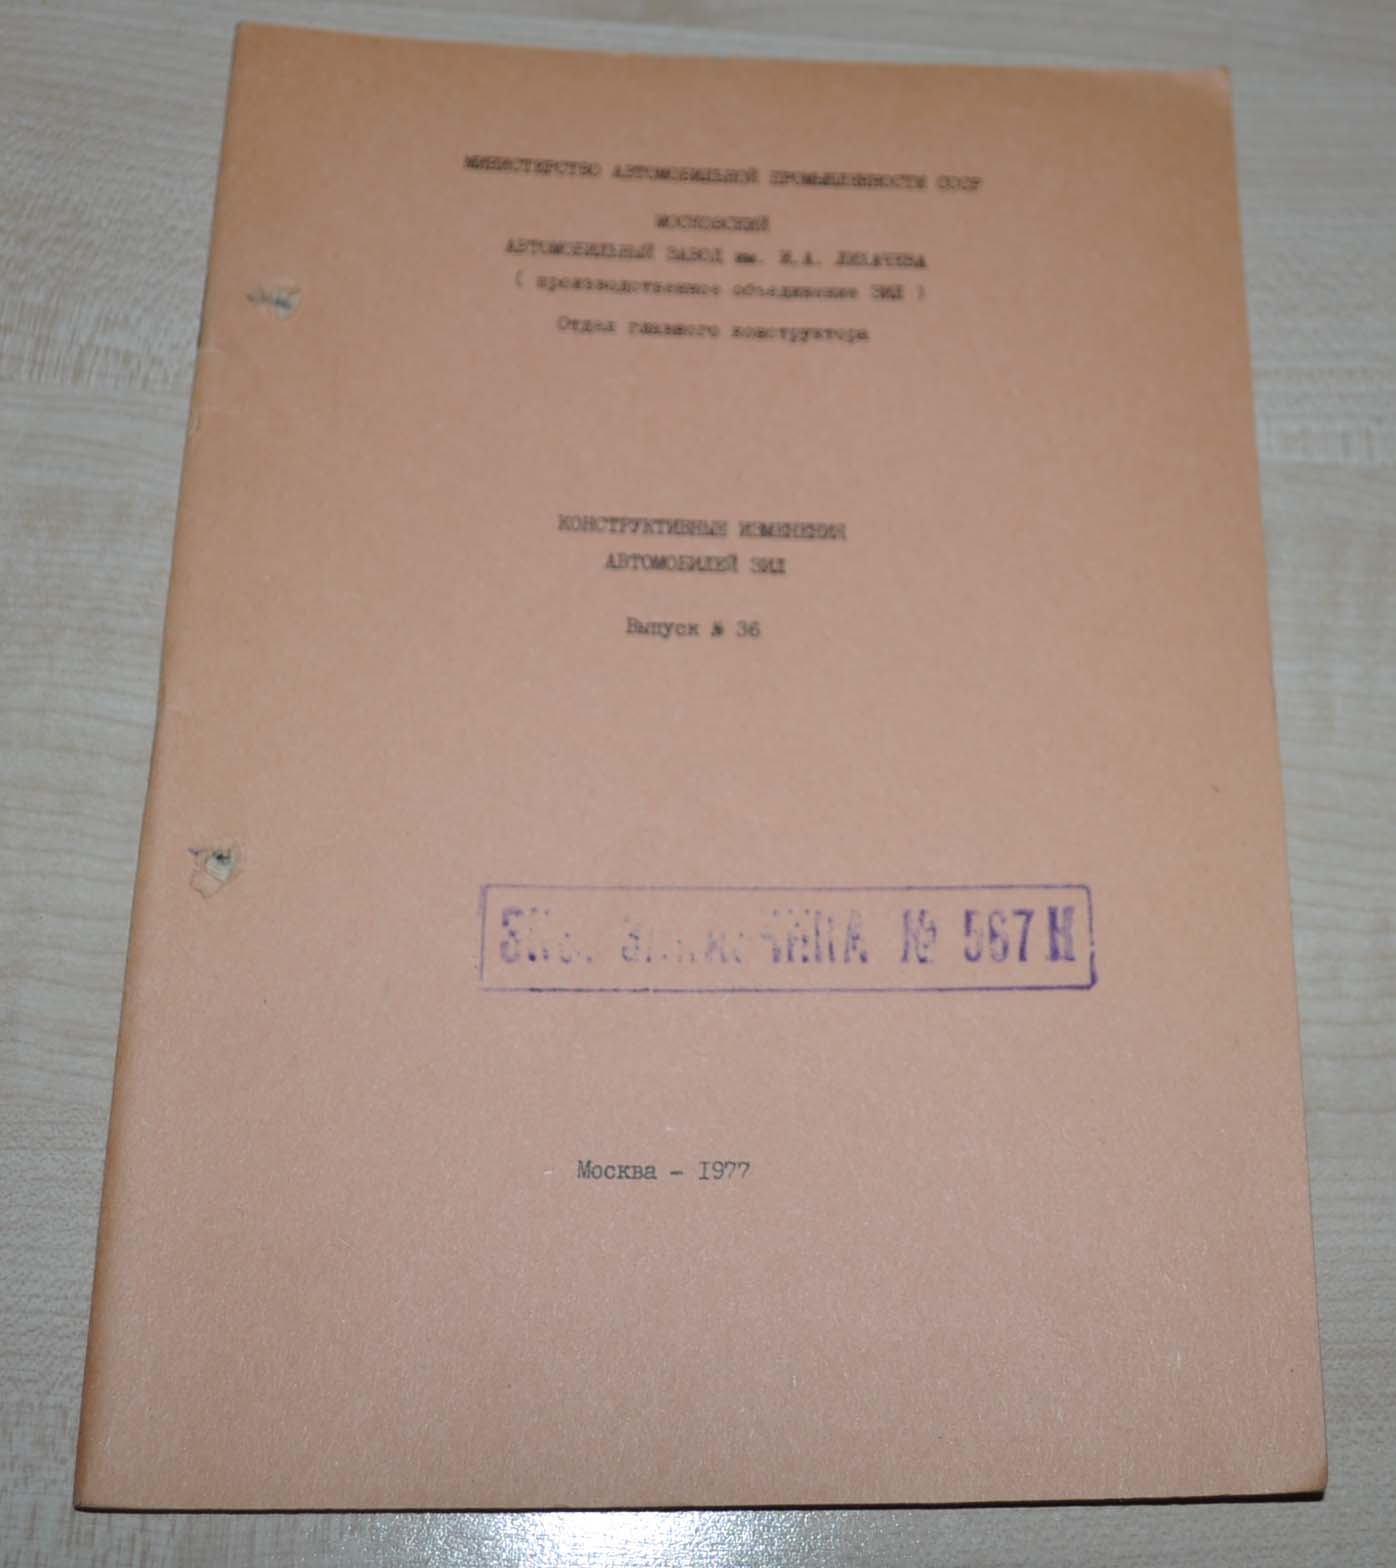 МИНИСТЕРСТВО АВТОМОБИЛЬНОЙ ПРОМЫШЛЕННОСТИ СССР
МОСКОВСКИЙ
АВТОМОБИЛЬНЫЙ ЗАВОД им. И.А. ЛИХАЧЕВА
( производственное объединение ЗИЛ )
Отдел главного конструктора
КОНСТРУКТИВНЫЕ ИЗМЕНЕНИЯ
АВТОМОБИЛЕЙ ЗИЛ
Выпуск № 36
№ 567
Москва - 1977